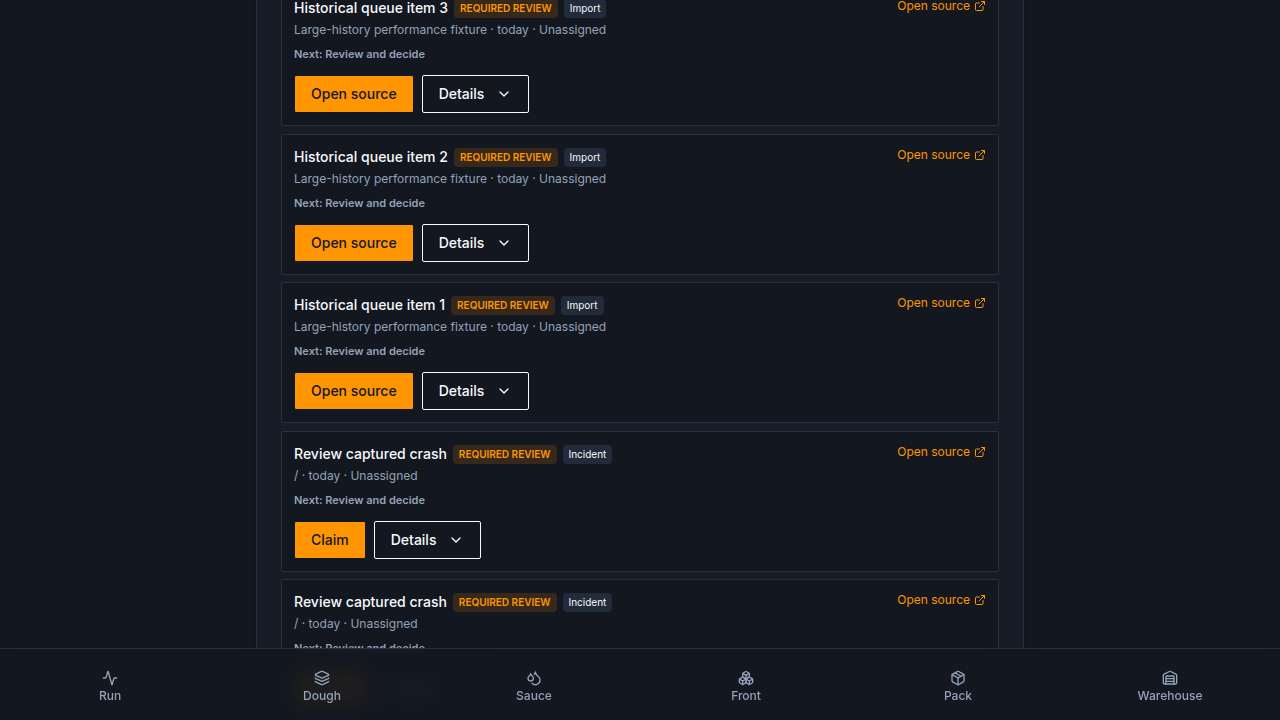 Historical queue item 3 REQUIRED REVIEW Import Open source
Large-history performance fixture · today · Unassigned
Next: Review and decide
Open source Details
Historical queue item 2 REQUIRED REVIEW Import Open source
Large-history performance fixture · today · Unassigned
Next: Review and decide
Open source Details
Historical queue item 1 REQUIRED REVIEW Import Open source
Large-history performance fixture · today · Unassigned
Next: Review and decide
Open source Details
Review captured crash REQUIRED REVIEW Incident Open source
/ · today · Unassigned
Next: Review and decide
Claim Details
Review captured crash REQUIRED REVIEW Incident Open source
/ · today · Unassigned
Next: Review and decide
Run Dough Sauce Front Pack Warehouse